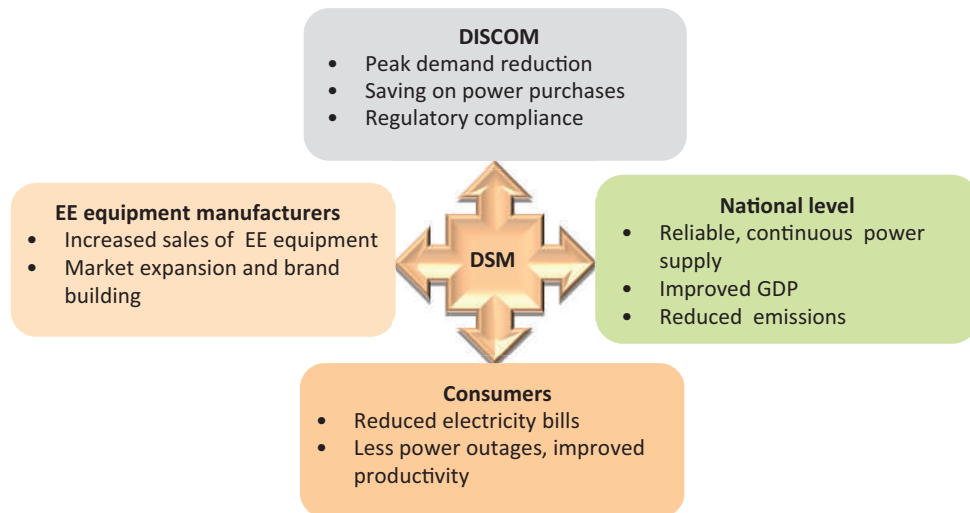 DISCOM
• Peak demand reduction
• Saving on power purchases
• Regulatory compliance
EE equipment manufacturers
• Increased sales of EE equipment
• Market expansion and brand
building
DSM
National level
• Reliable, continuous power
supply
• Improved GDP
• Reduced emissions
Consumers
• Reduced electricity bills
• Less power outages, improved
productivity